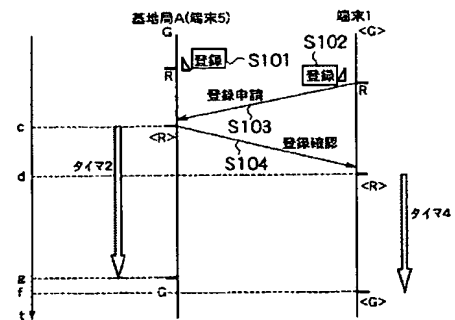 基地局A(端末5) 端末1
G <G>
登録 S101 S102
登録
R R
登録申請
c S103
<R> 登録確認
S104
タイマ2
d <R>
タイマ4
g
f G <G>
t